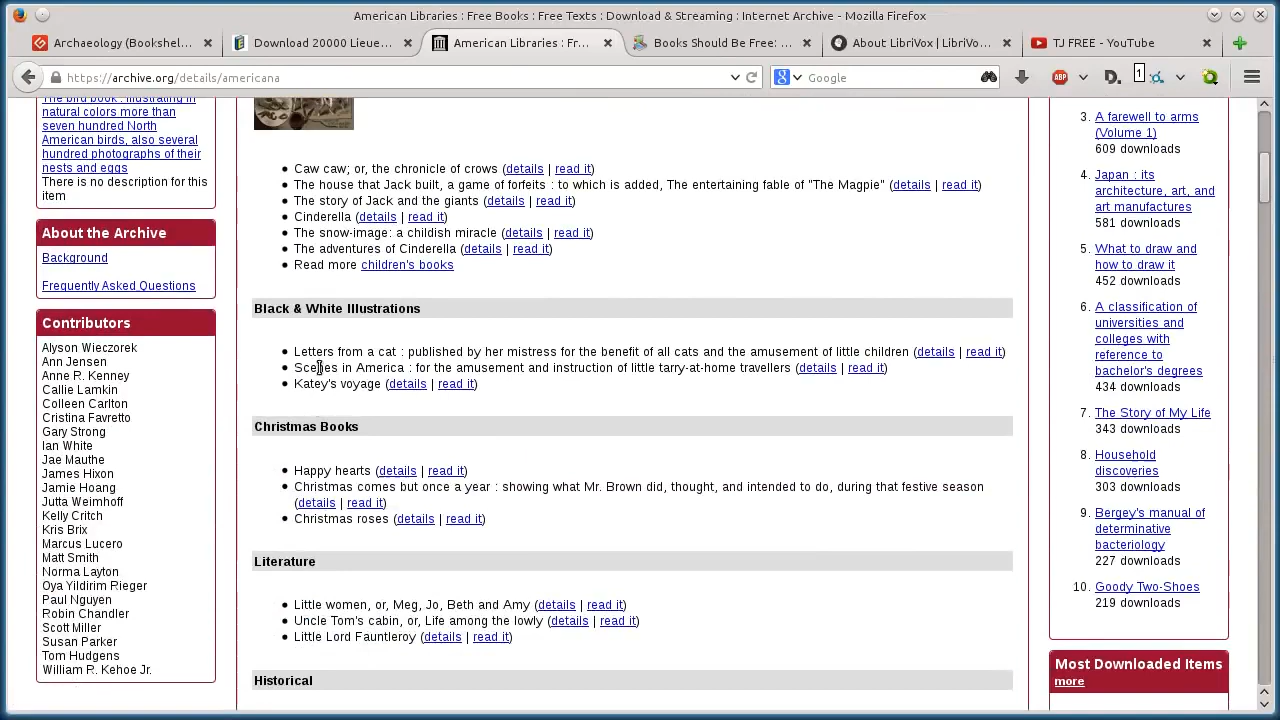 American Libraries : Free Books : Free Texts : Download & Streaming : Internet Archive - Mozilla Firefox
Archaeology (Bookshel...
Download 20000 Lieue...
American Libraries : Fr...
Books Should Be Free: ...
About LibriVox | LibriVo...
TJ FREE - YouTube
https://archive.org/details/americana
Google
ABP
D.
1
The bird book : illustrating in
natural colors more than
seven hundred North
American birds, also several
hundred photographs of their
nests and eggs
There is no description for this
item
About the Archive
Background
Frequently Asked Questions
Contributors
Alyson Wieczorek
Ann Jensen
Anne R. Kenney
Callie Lamkin
Colleen Carlton
Cristina Favretto
Gary Strong
Ian White
Jae Mauthe
James Hixon
Jamie Hoang
Jutta Weimhoff
Kelly Critch
Kris Brix
Marcus Lucero
Matt Smith
Norma Layton
Oya Yildirim Rieger
Paul Nguyen
Robin Chandler
Scott Miller
Susan Parker
Tom Hudgens
William R. Kehoe Jr.
Caw caw; or, the chronicle of crows (details | read it)
The house that Jack built, a game of forfeits : to which is added, The entertaining fable of "The Magpie" (details | read it)
The story of Jack and the giants (details | read it)
Cinderella (details | read it)
The snow-image: a childish miracle (details | read it)
The adventures of Cinderella (details | read it)
Read more children's books
Black & White Illustrations
Letters from a cat : published by her mistress for the benefit of all cats and the amusement of little children (details | read it)
Scenes in America : for the amusement and instruction of little tarry-at-home travellers (details | read it)
Katey's voyage (details | read it)
Christmas Books
Happy hearts (details | read it)
Christmas comes but once a year : showing what Mr. Brown did, thought, and intended to do, during that festive season
(details | read it)
Christmas roses (details | read it)
Literature
Little women, or, Meg, Jo, Beth and Amy (details | read it)
Uncle Tom's cabin, or, Life among the lowly (details | read it)
Little Lord Fauntleroy (details | read it)
Historical
3. A farewell to arms
(Volume 1)
609 downloads
4. Japan : its
architecture, art, and
art manufactures
581 downloads
5. What to draw and
how to draw it
452 downloads
6. A classification of
universities and
colleges with
reference to
bachelor's degrees
434 downloads
7. The Story of My Life
343 downloads
8. Household
discoveries
303 downloads
9. Bergey's manual of
determinative
bacteriology
227 downloads
10. Goody Two-Shoes
219 downloads
Most Downloaded Items
more